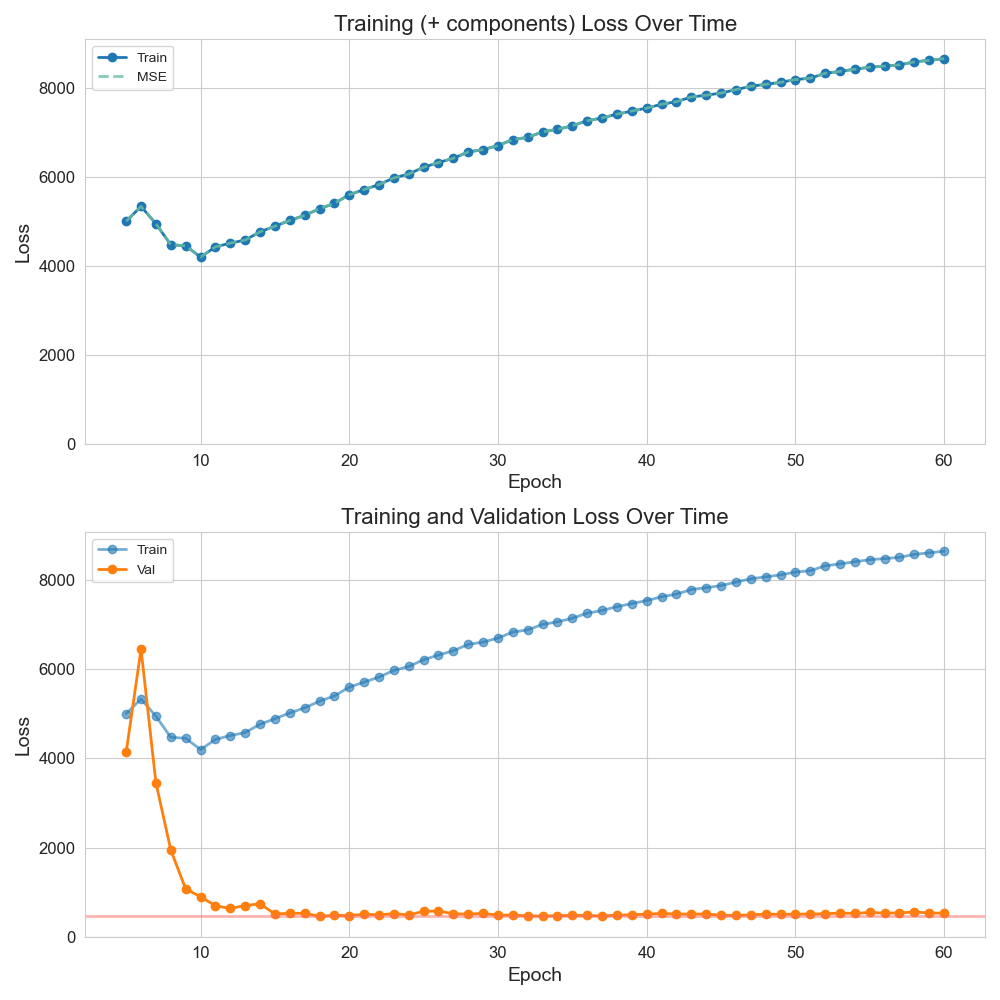 Training (+ components) Loss Over Time
Train
MSE
8000
6000
Loss
4000
2000
0
10 20 30 40 50 60
Epoch
Training and Validation Loss Over Time
Train
Val
8000
6000
Loss
4000
2000
0
10 20 30 40 50 60
Epoch